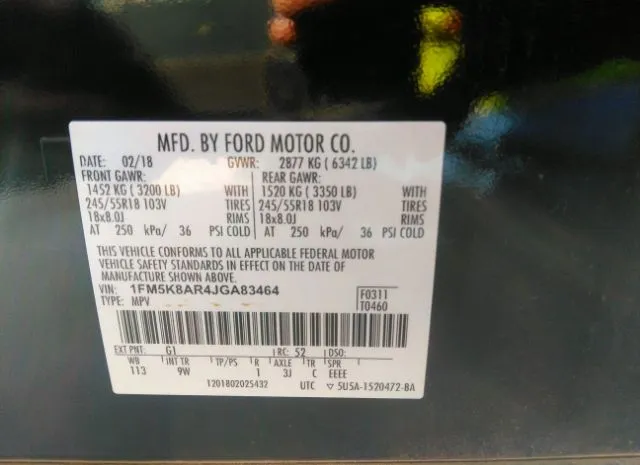 MFD. BY FORD MOTOR CO.
DATE: 02/18 GVWR: 2877 KG ( 6342 LB)
FRONT GAWR: REAR GAWR:
1452 KG ( 3200 LB) WITH 1520 KG ( 3350 LB) WITH
245/55R18 103V TIRES 245/55R18 103V TIRES
18x8.0J RIMS 18x8.0J RIMS
AT 250 kPa/ 36 PSI COLD AT 250 kPa/ 36 PSI COLD
THIS VEHICLE CONFORMS TO ALL APPLICABLE FEDERAL MOTOR
VEHICLE SAFETY STANDARDS IN EFFECT ON THE DATE OF
MANUFACTURE SHOWN ABOVE.
VIN: 1FM5K8AR4JGA83464 F0311
TYPE: MPV T0460
EXT PNT: G1 RC: 52 DSO:
WB INT TR TP/PS R AXLE TR SPR
113 9W 1 3J C EEEE
1201802025432 UTC ▽ 5U5A-1520472-BA